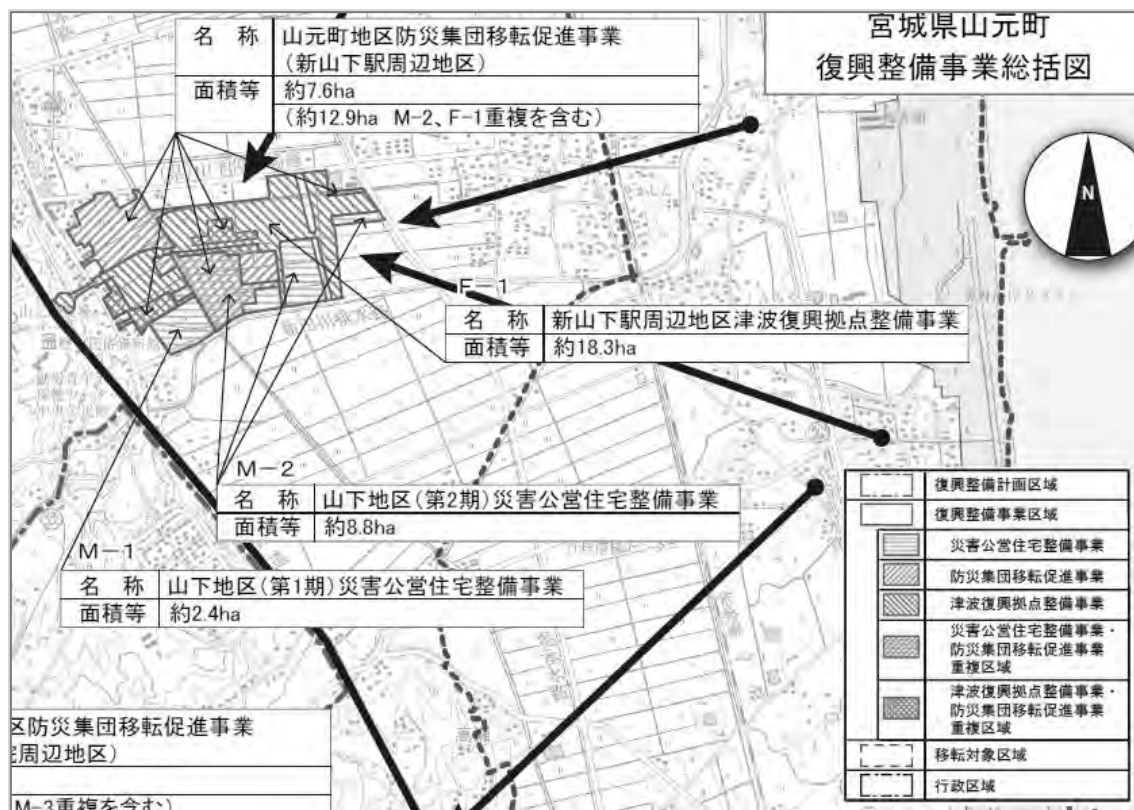 宮城県山元町
復興整備事業総括図
名 称 山元町地区防災集団移転促進事業
(新山下駅周辺地区)
面積等 約7.6ha
(約12.9ha M-2、F-1重複を含む)
N
F-1
名 称 新山下駅周辺地区津波復興拠点整備事業
面積等 約18.3ha
M-2
名 称 山下地区(第2期)災害公営住宅整備事業
面積等 約8.8ha
M-1
名 称 山下地区(第1期)災害公営住宅整備事業
面積等 約2.4ha
区防災集団移転促進事業
周辺地区)
M-3重複を含む)
復興整備計画区域
復興整備事業区域
災害公営住宅整備事業
防災集団移転促進事業
津波復興拠点整備事業
災害公営住宅整備事業・
防災集団移転促進事業
重複区域
津波復興拠点整備事業・
防災集団移転促進事業
重複区域
移転対象区域
行政区域